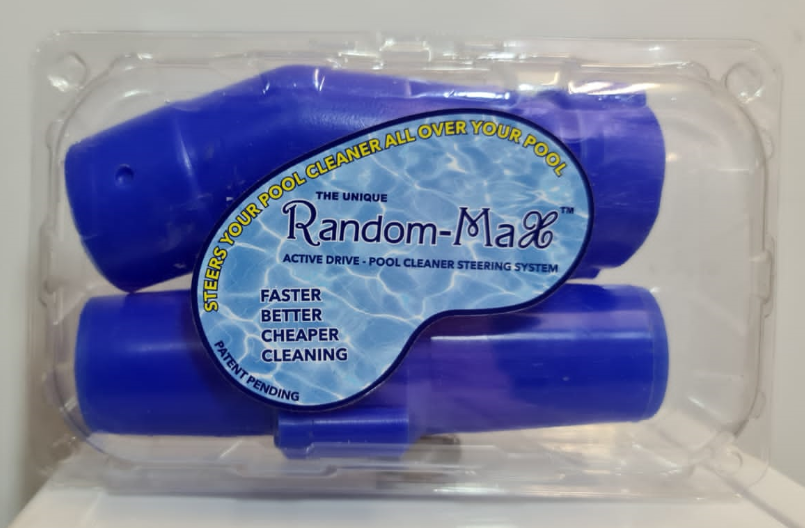 STEERS YOUR POOL CLEANER ALL OVER YOUR POOL
THE UNIQUE
Random-MaX™
ACTIVE DRIVE - POOL CLEANER STEERING SYSTEM
FASTER
BETTER
CHEAPER
CLEANING
PATENT PENDING